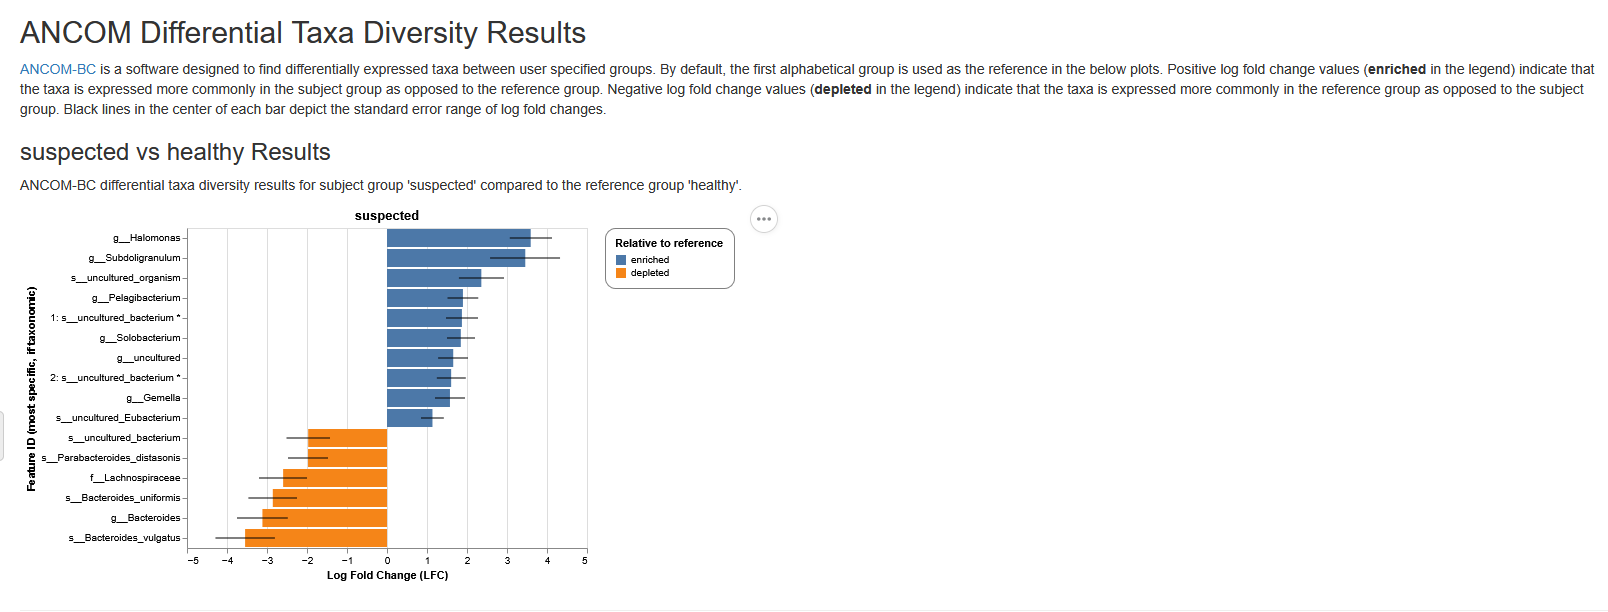 ANCOM Differential Taxa Diversity Results
ANCOM-BC is a software designed to find differentially expressed taxa between user specified groups. By default, the first alphabetical group is used as the reference in the below plots. Positive log fold change values (enriched in the legend) indicate that
the taxa is expressed more commonly in the subject group as opposed to the reference group. Negative log fold change values (depleted in the legend) indicate that the taxa is expressed more commonly in the reference group as opposed to the subject
group. Black lines in the center of each bar depict the standard error range of log fold changes.
suspected vs healthy Results
ANCOM-BC differential taxa diversity results for subject group 'suspected' compared to the reference group 'healthy'.
suspected
Relative to reference
enriched
depleted
Feature ID (most specific, if taxonomic)
g__Halomonas
g__Subdoligranulum
s__uncultured_organism
g__Pelagibacterium
1: s__uncultured_bacterium *
g__Solobacterium
g__uncultured
2: s__uncultured_bacterium *
g__Gemella
s__uncultured_Eubacterium
s__uncultured_bacterium
s__Parabacteroides_distasonis
f__Lachnospiraceae
s__Bacteroides_uniformis
g__Bacteroides
s__Bacteroides_vulgatus
−5 −4 −3 −2 −1 0 1 2 3 4 5
Log Fold Change (LFC)